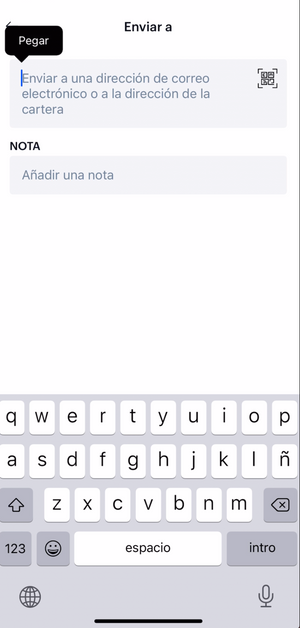 Enviar a
Pegar
Enviar a una dirección de correo
electrónico o a la dirección de la
cartera
NOTA
Añadir una nota
q w e r t y u i o p
a s d f g h j k l ñ
z x c v b n m
123 espacio intro